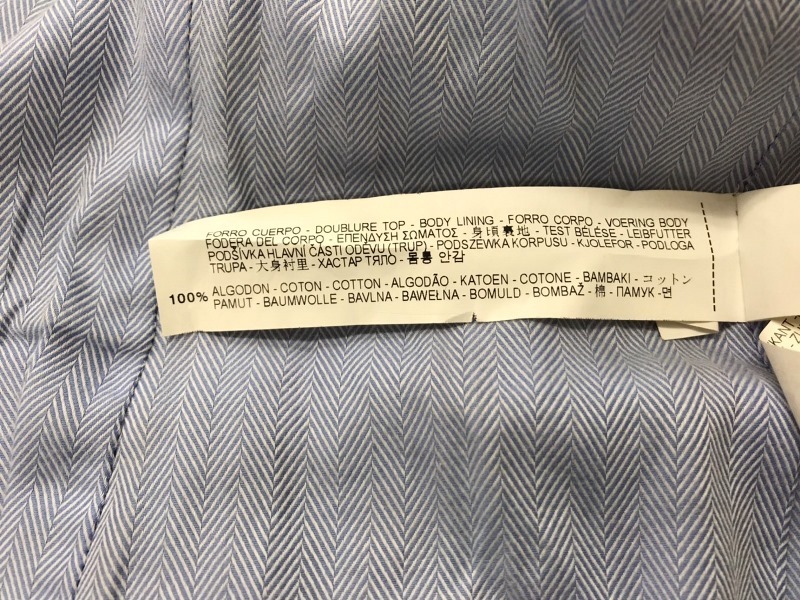 FORRO CUERPO - DOUBLURE TOP - BODY LINING - FORRO CORPO - VOERING BODY
FODERA DEL CORPO - ΕΠΕΝΔΥΣΗ ΣΩΜΑΤΟΣ - 身頃裏地 - TEST BÉLÉSE - LEIBFUTTER
PODŠÍVKA HLAVNÍ ČÁSTI ODĚVU (TRUP) - PODSZEWKA KORPUSU - KJOLEFOR - PODLOGA
TRUPA - 大身衬里 - ХАСТАР ТЯЛО - 몸통 안감
100% ALGODON - COTON - COTTON - ALGODÃO - KATOEN - COTONE - BAMBAKI - コットン
PAMUT - BAUMWOLLE - BAVLNA - BAWEŁNA - BOMULD - BOMBAŽ - 棉 - ПАМУК - 면
KANT